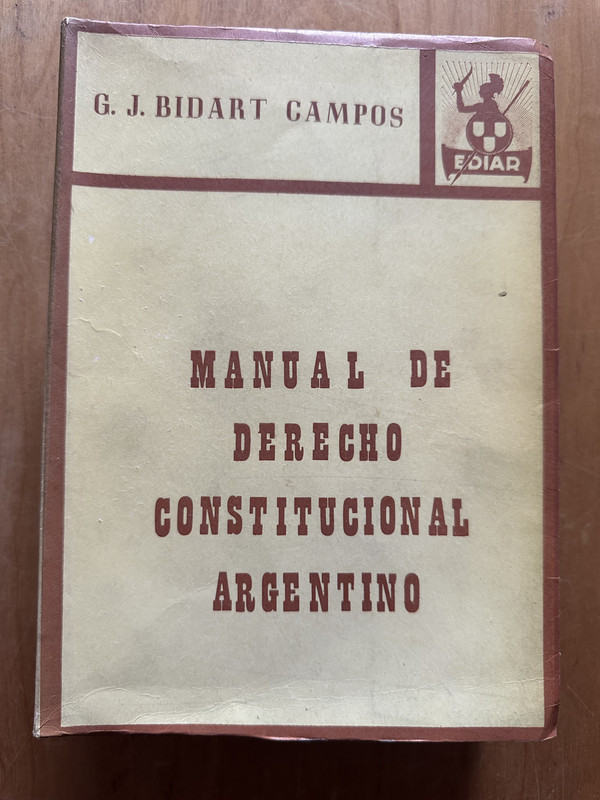 G. J. BIDART CAMPOS
EDIAR
MANUAL DE
DERECHO
CONSTITUCIONAL
ARGENTINO